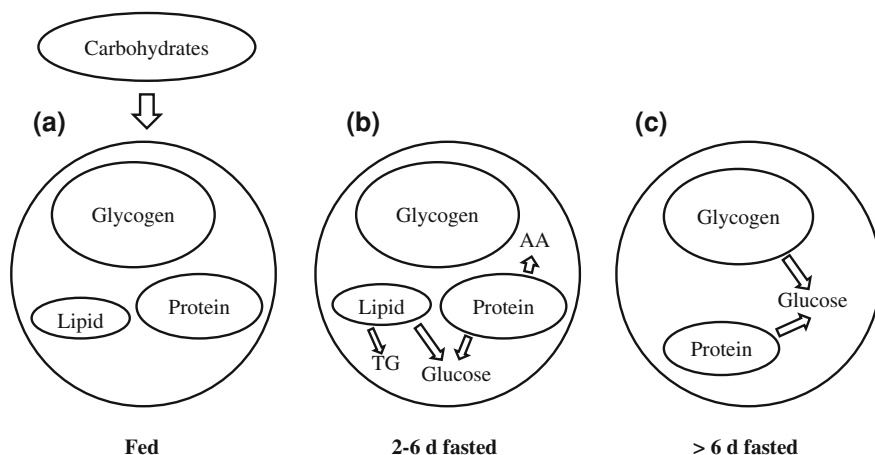 Carbohydrates
(a)
(b)
(c)
Glycogen
Lipid
Protein
Glycogen
AA
Lipid
Protein
TG
Glucose
Glycogen
Glucose
Protein
Fed
2-6 d fasted
> 6 d fasted